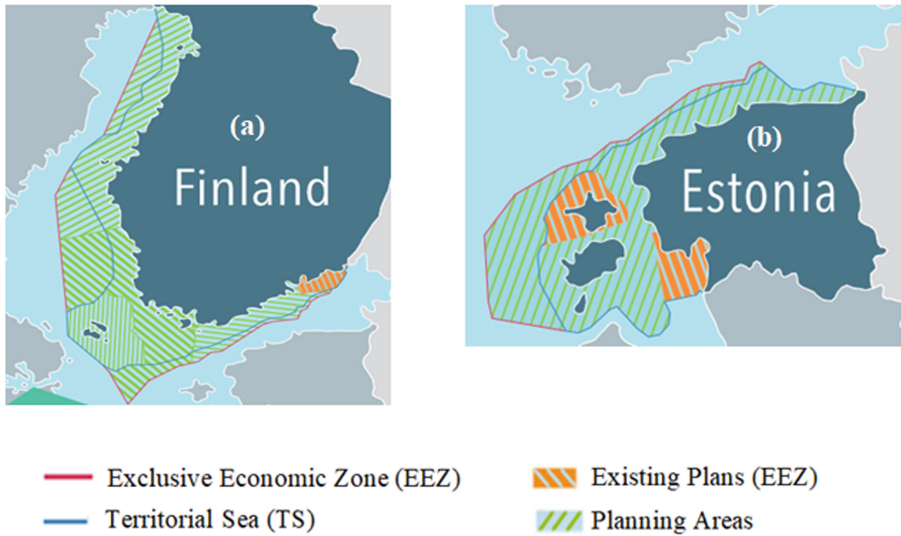 (a)
Finland
(b)
Estonia
Exclusive Economic Zone (EEZ)
Territorial Sea (TS)
Existing Plans (EEZ)
Planning Areas